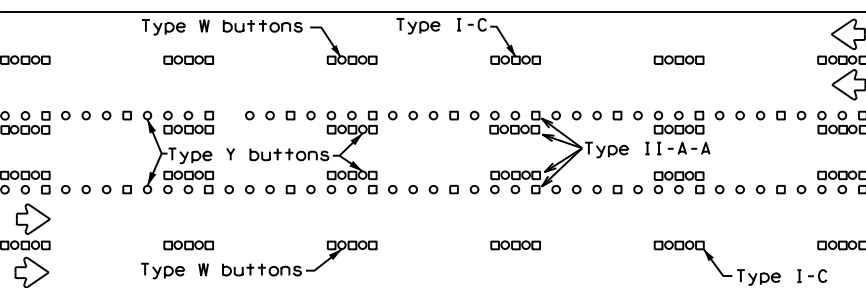 Type W buttons
Type I-C
Type Y buttons
Type II-A-A
Type W buttons
Type I-C